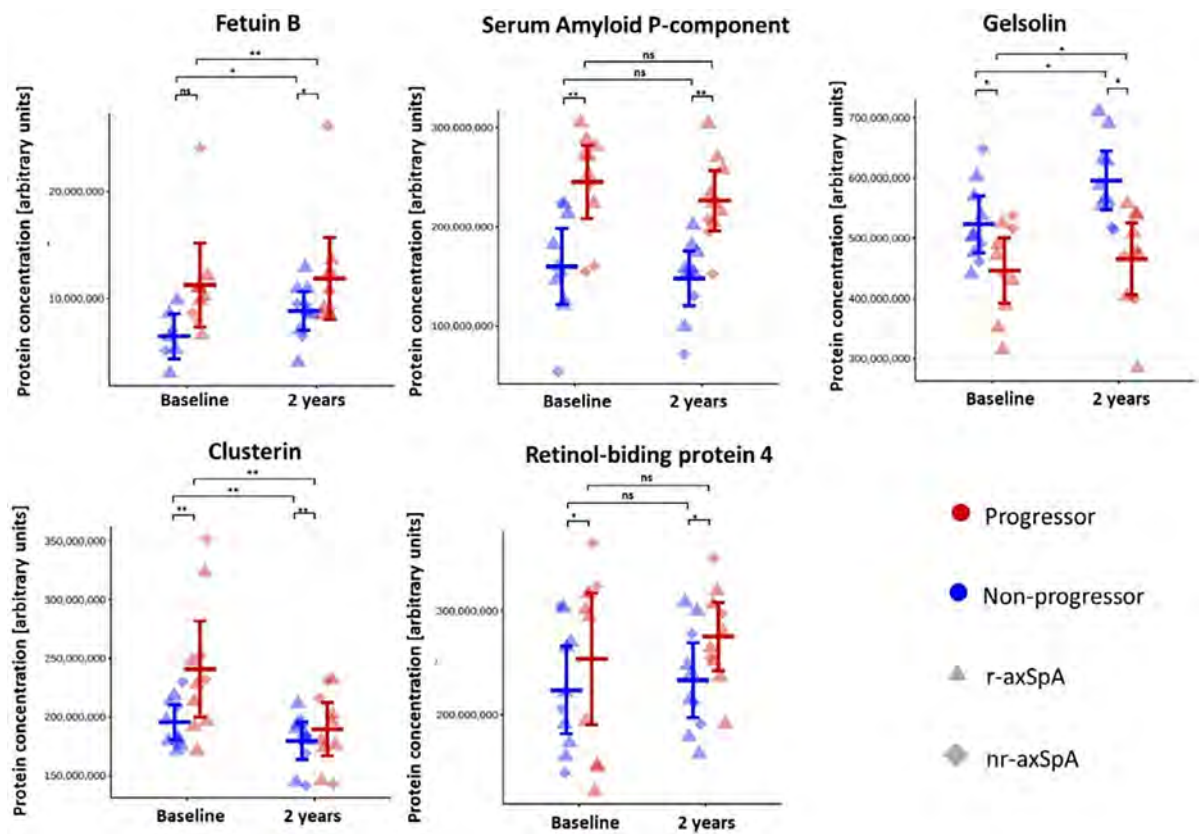 Fetuin B
**
*
ns
*
Protein concentration [arbitrary units]
20,000,000
10,000,000
Baseline
2 years
Serum Amyloid P-component
ns
ns
**
**
Protein concentration [arbitrary units]
300,000,000
200,000,000
100,000,000
Baseline
2 years
Gelsolin
*
*
*
*
Protein concentration [arbitrary units]
700,000,000
600,000,000
500,000,000
400,000,000
300,000,000
Baseline
2 years
Clusterin
**
**
**
**
Protein concentration [arbitrary units]
350,000,000
300,000,000
250,000,000
200,000,000
150,000,000
Baseline
2 years
Retinol-biding protein 4
ns
ns
*
*
Protein concentration [arbitrary units]
300,000,000
200,000,000
Baseline
2 years
Progressor
Non-progressor
r-axSpA
nr-axSpA